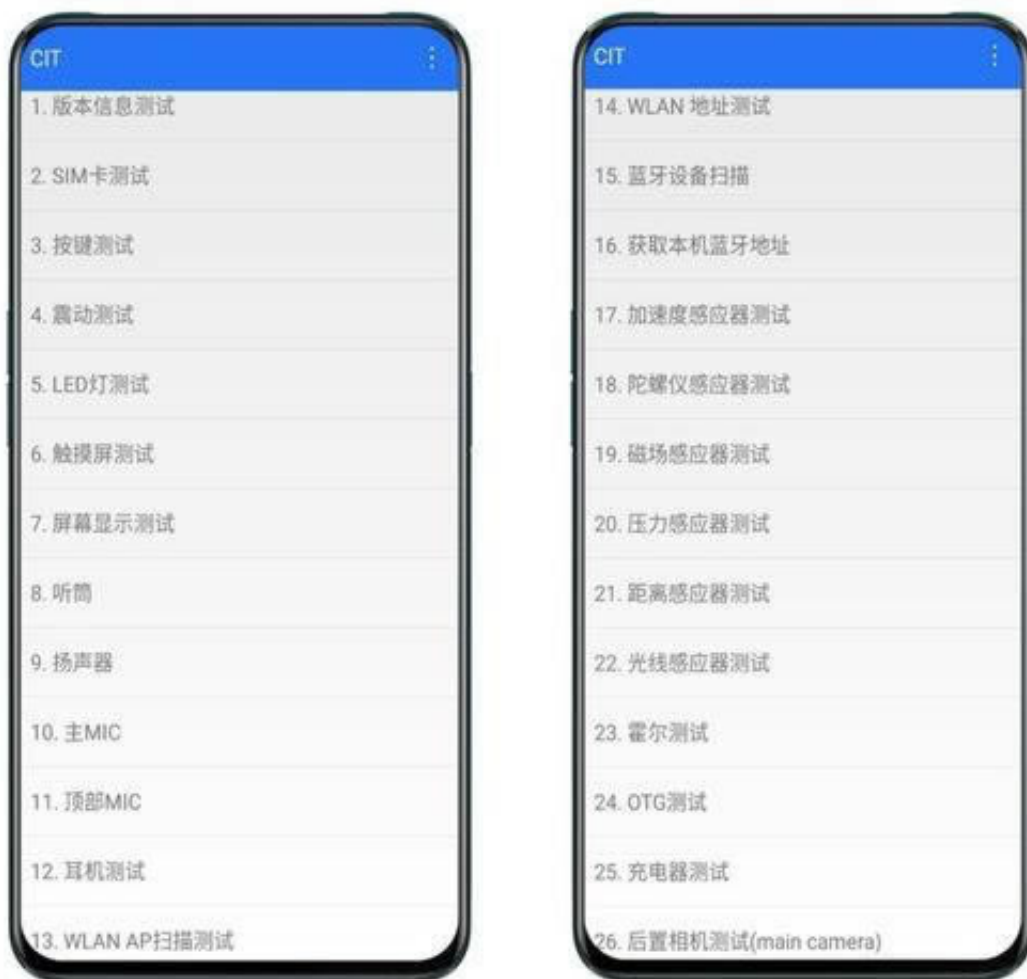 CIT
1. 版本信息测试
2. SIM卡测试
3. 按键测试
4. 震动测试
5. LED灯测试
6. 触摸屏测试
7. 屏幕显示测试
8. 听筒
9. 扬声器
10. 主MIC
11. 顶部MIC
12. 耳机测试
13. WLAN AP扫描测试
CIT
14. WLAN 地址测试
15. 蓝牙设备扫描
16. 获取本机蓝牙地址
17. 加速度感应器测试
18. 陀螺仪感应器测试
19. 磁场感应器测试
20. 压力感应器测试
21. 距离感应器测试
22. 光线感应器测试
23. 霍尔测试
24. OTG测试
25. 充电器测试
26. 后置相机测试(main camera)